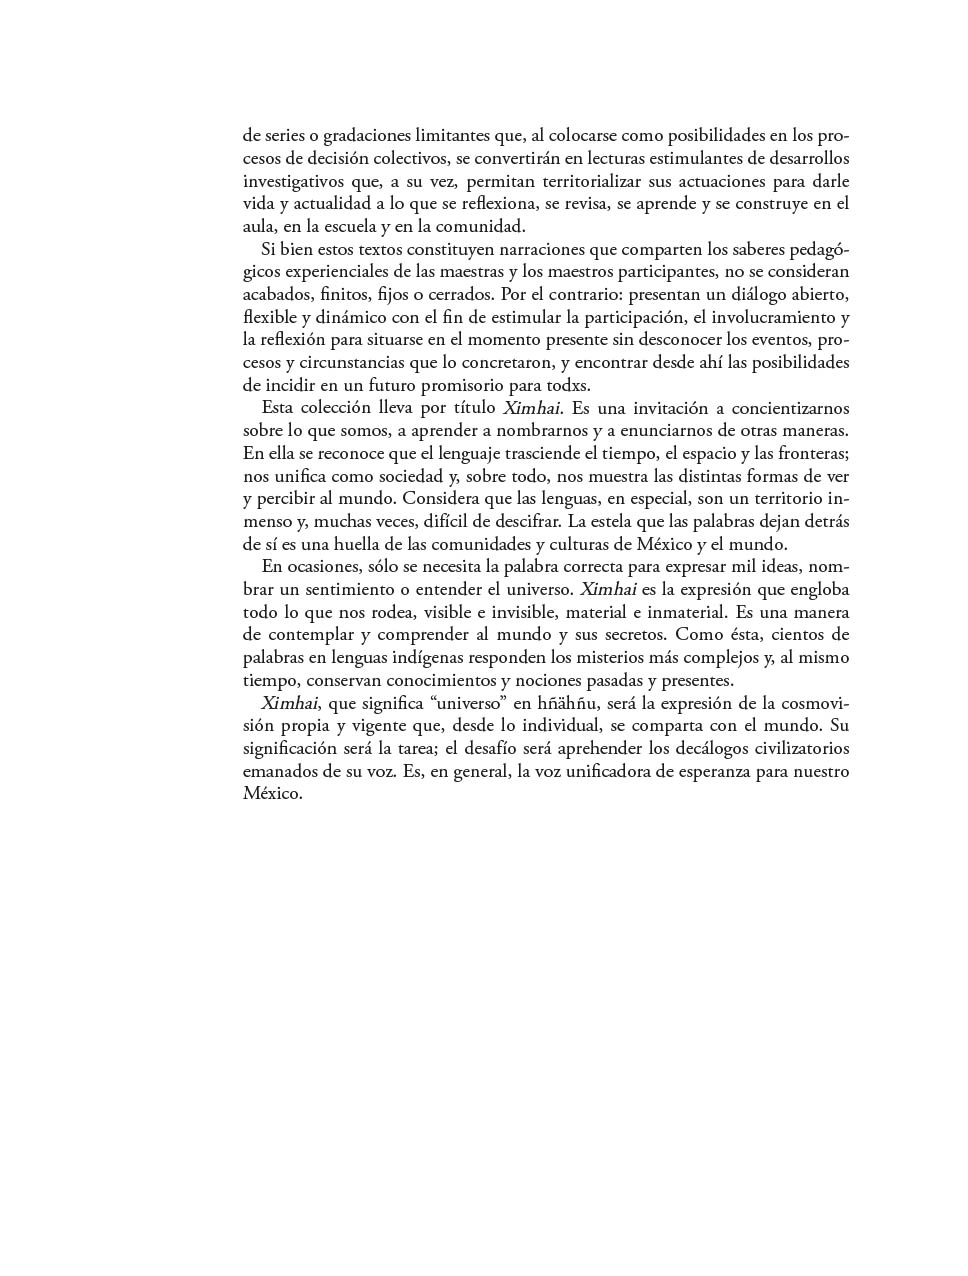 de series o gradaciones limitantes que, al colocarse como posibilidades en los pro-
cesos de decisión colectivos, se convertirán en lecturas estimulantes de desarrollos
investigativos que, a su vez, permitan territorializar sus actuaciones para darle
vida y actualidad a lo que se reflexiona, se revisa, se aprende y se construye en el
aula, en la escuela y en la comunidad.
Si bien estos textos constituyen narraciones que comparten los saberes pedagó-
gicos experienciales de las maestras y los maestros participantes, no se consideran
acabados, finitos, fijos o cerrados. Por el contrario: presentan un diálogo abierto,
flexible y dinámico con el fin de estimular la participación, el involucramiento y
la reflexión para situarse en el momento presente sin desconocer los eventos, pro-
cesos y circunstancias que lo concretaron, y encontrar desde ahí las posibilidades
de incidir en un futuro promisorio para todxs.
Esta colección lleva por título Ximhai. Es una invitación a concientizarnos
sobre lo que somos, a aprender a nombrarnos y a enunciarnos de otras maneras.
En ella se reconoce que el lenguaje trasciende el tiempo, el espacio y las fronteras;
nos unifica como sociedad y, sobre todo, nos muestra las distintas formas de ver
y percibir al mundo. Considera que las lenguas, en especial, son un territorio in-
menso y, muchas veces, difícil de descifrar. La estela que las palabras dejan detrás
de sí es una huella de las comunidades y culturas de México y el mundo.
En ocasiones, sólo se necesita la palabra correcta para expresar mil ideas, nom-
brar un sentimiento o entender el universo. Ximhai es la expresión que engloba
todo lo que nos rodea, visible e invisible, material e inmaterial. Es una manera
de contemplar y comprender al mundo y sus secretos. Como ésta, cientos de
palabras en lenguas indígenas responden los misterios más complejos y, al mismo
tiempo, conservan conocimientos y nociones pasadas y presentes.
Ximhai, que significa “universo” en hñähñu, será la expresión de la cosmovi-
sión propia y vigente que, desde lo individual, se comparta con el mundo. Su
significación será la tarea; el desafío será aprehender los decálogos civilizatorios
emanados de su voz. Es, en general, la voz unificadora de esperanza para nuestro
México.